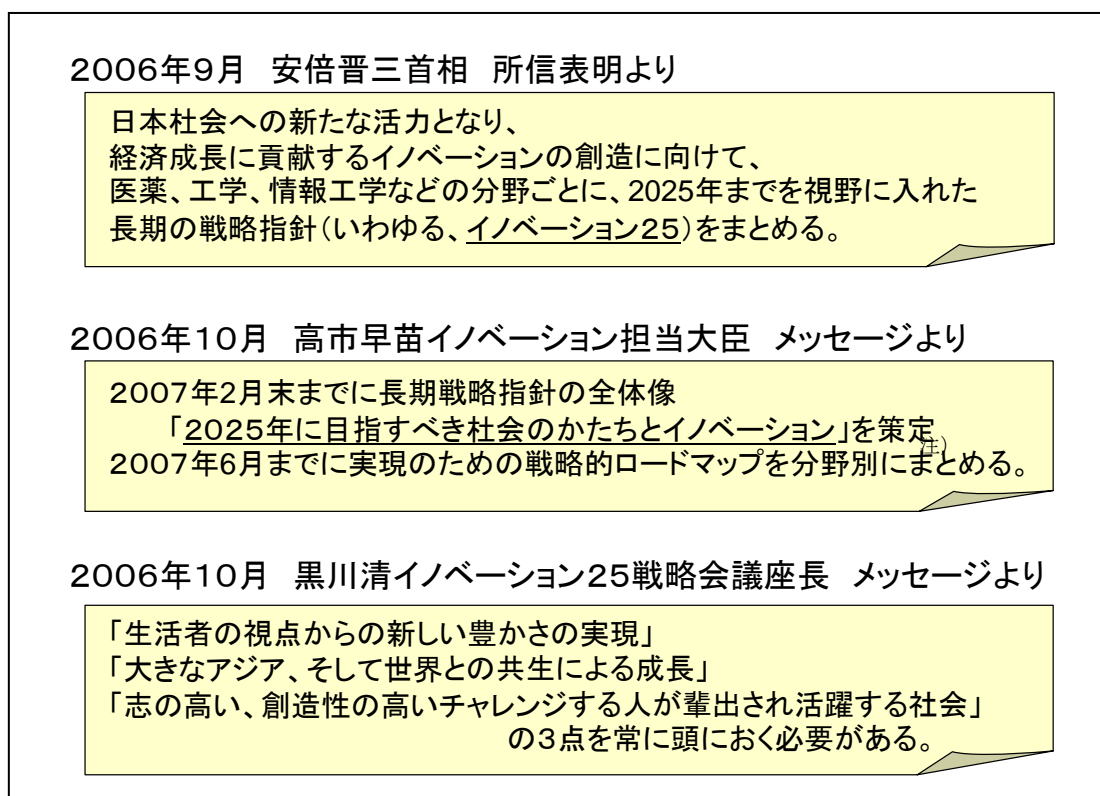 2006年9月　安倍晋三首相　所信表明より
日本社会への新たな活力となり、
経済成長に貢献するイノベーションの創造に向けて、
医薬、工学、情報工学などの分野ごとに、2025年までを視野に入れた
長期の戦略指針（いわゆる、イノベーション25）をまとめる。
2006年10月　高市早苗イノベーション担当大臣　メッセージより
2007年2月末までに長期戦略指針の全体像
「2025年に目指すべき社会のかたちとイノベーション」を策定
注）
2007年6月までに実現のための戦略的ロードマップを分野別にまとめる。
2006年10月　黒川清イノベーション25戦略会議座長　メッセージより
「生活者の視点からの新しい豊かさの実現」
「大きなアジア、そして世界との共生による成長」
「志の高い、創造性の高いチャレンジする人が輩出され活躍する社会」
の3点を常に頭におく必要がある。